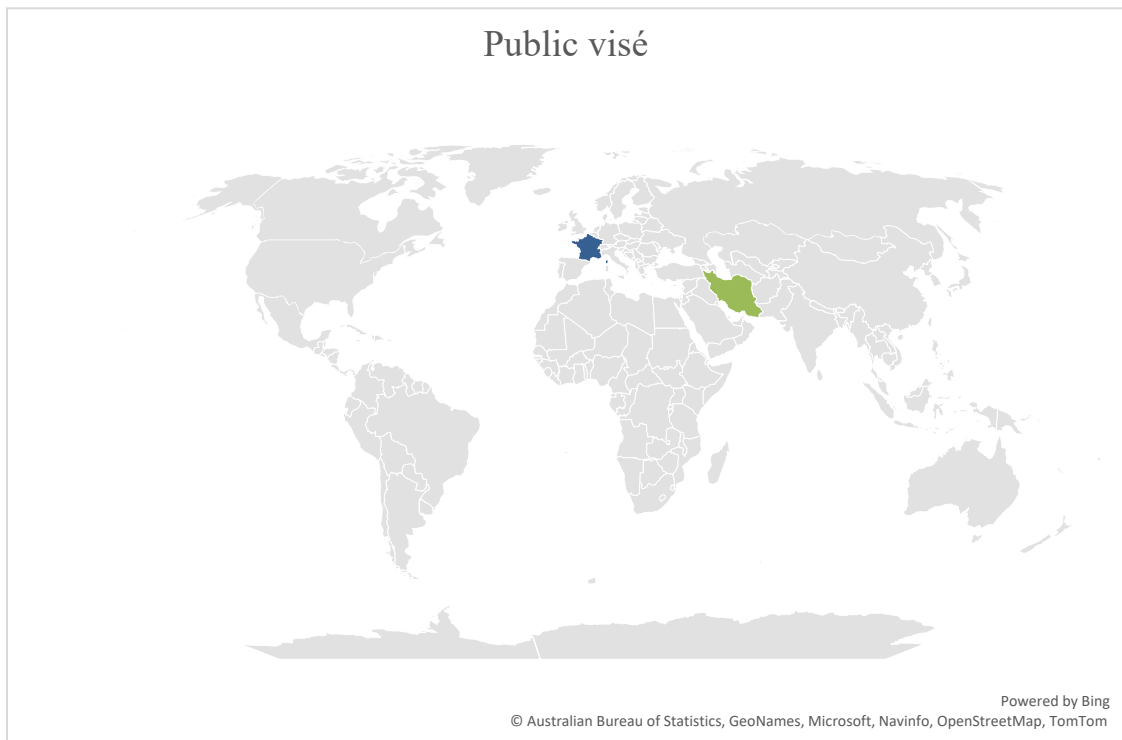 Public visé
Powered by Bing
© Australian Bureau of Statistics, GeoNames, Microsoft, Navinfo, OpenStreetMap, TomTom